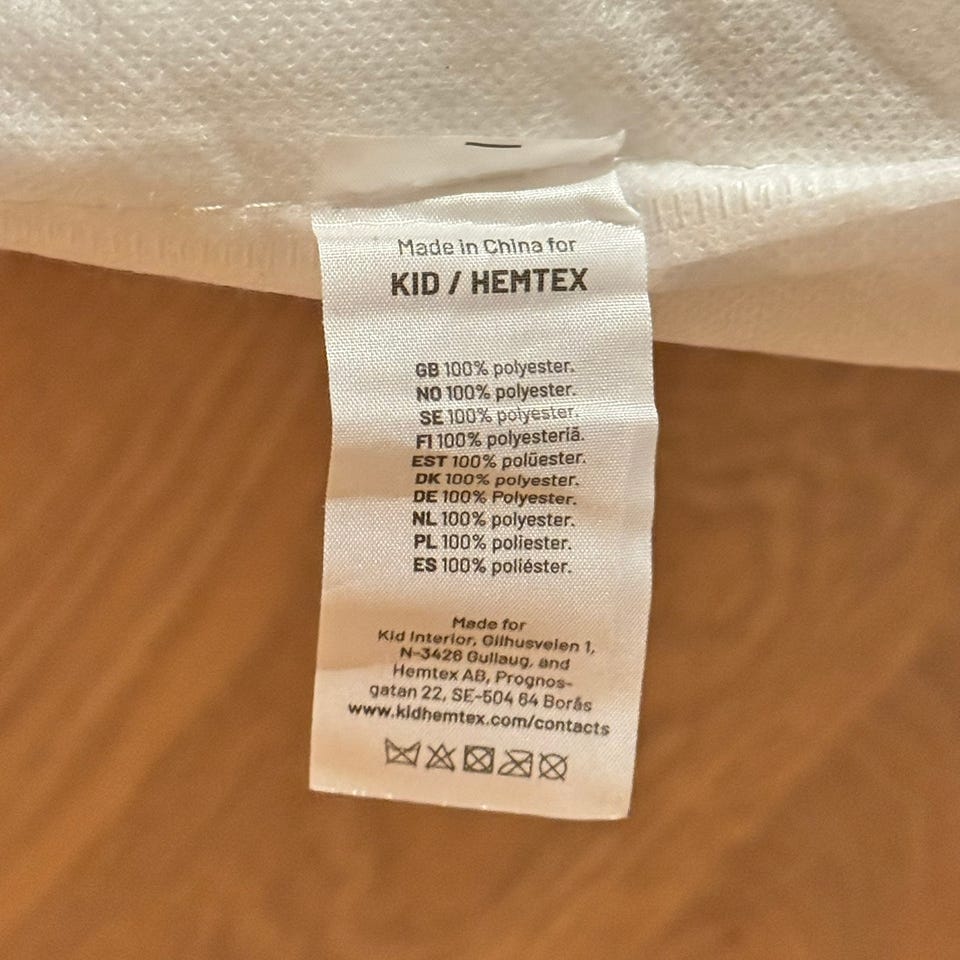 Made in China for
KID / HEMTEX
GB 100% polyester.
NO 100% polyester.
SE 100% polyester.
FI 100% polyesteriä.
EST 100% polüester.
DK 100% polyester.
DE 100% Polyester.
NL 100% polyester.
PL 100% poliester.
ES 100% poliéster.
Made for
Kid Interior, Gilhusveien 1,
N-3426 Gullaug, and
Hemtex AB, Prognos-
gatan 22, SE-504 64 Borås
www.kidhemtex.com/contacts